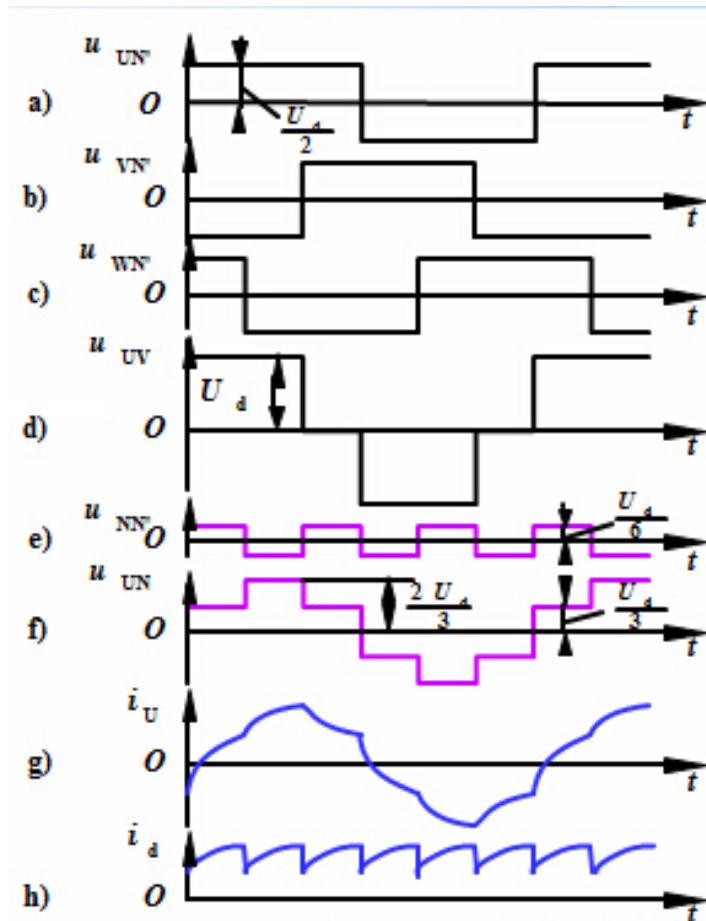 u UN'
a) O U d / 2 t
u VN'
b) O t
u WN'
c) O t
u UV
U d
d) O t
u NN'
e) O U d / 6 t
u UN
f) O 2 U d / 3 U d / 3 t
i U
g) O t
i d
h) O t